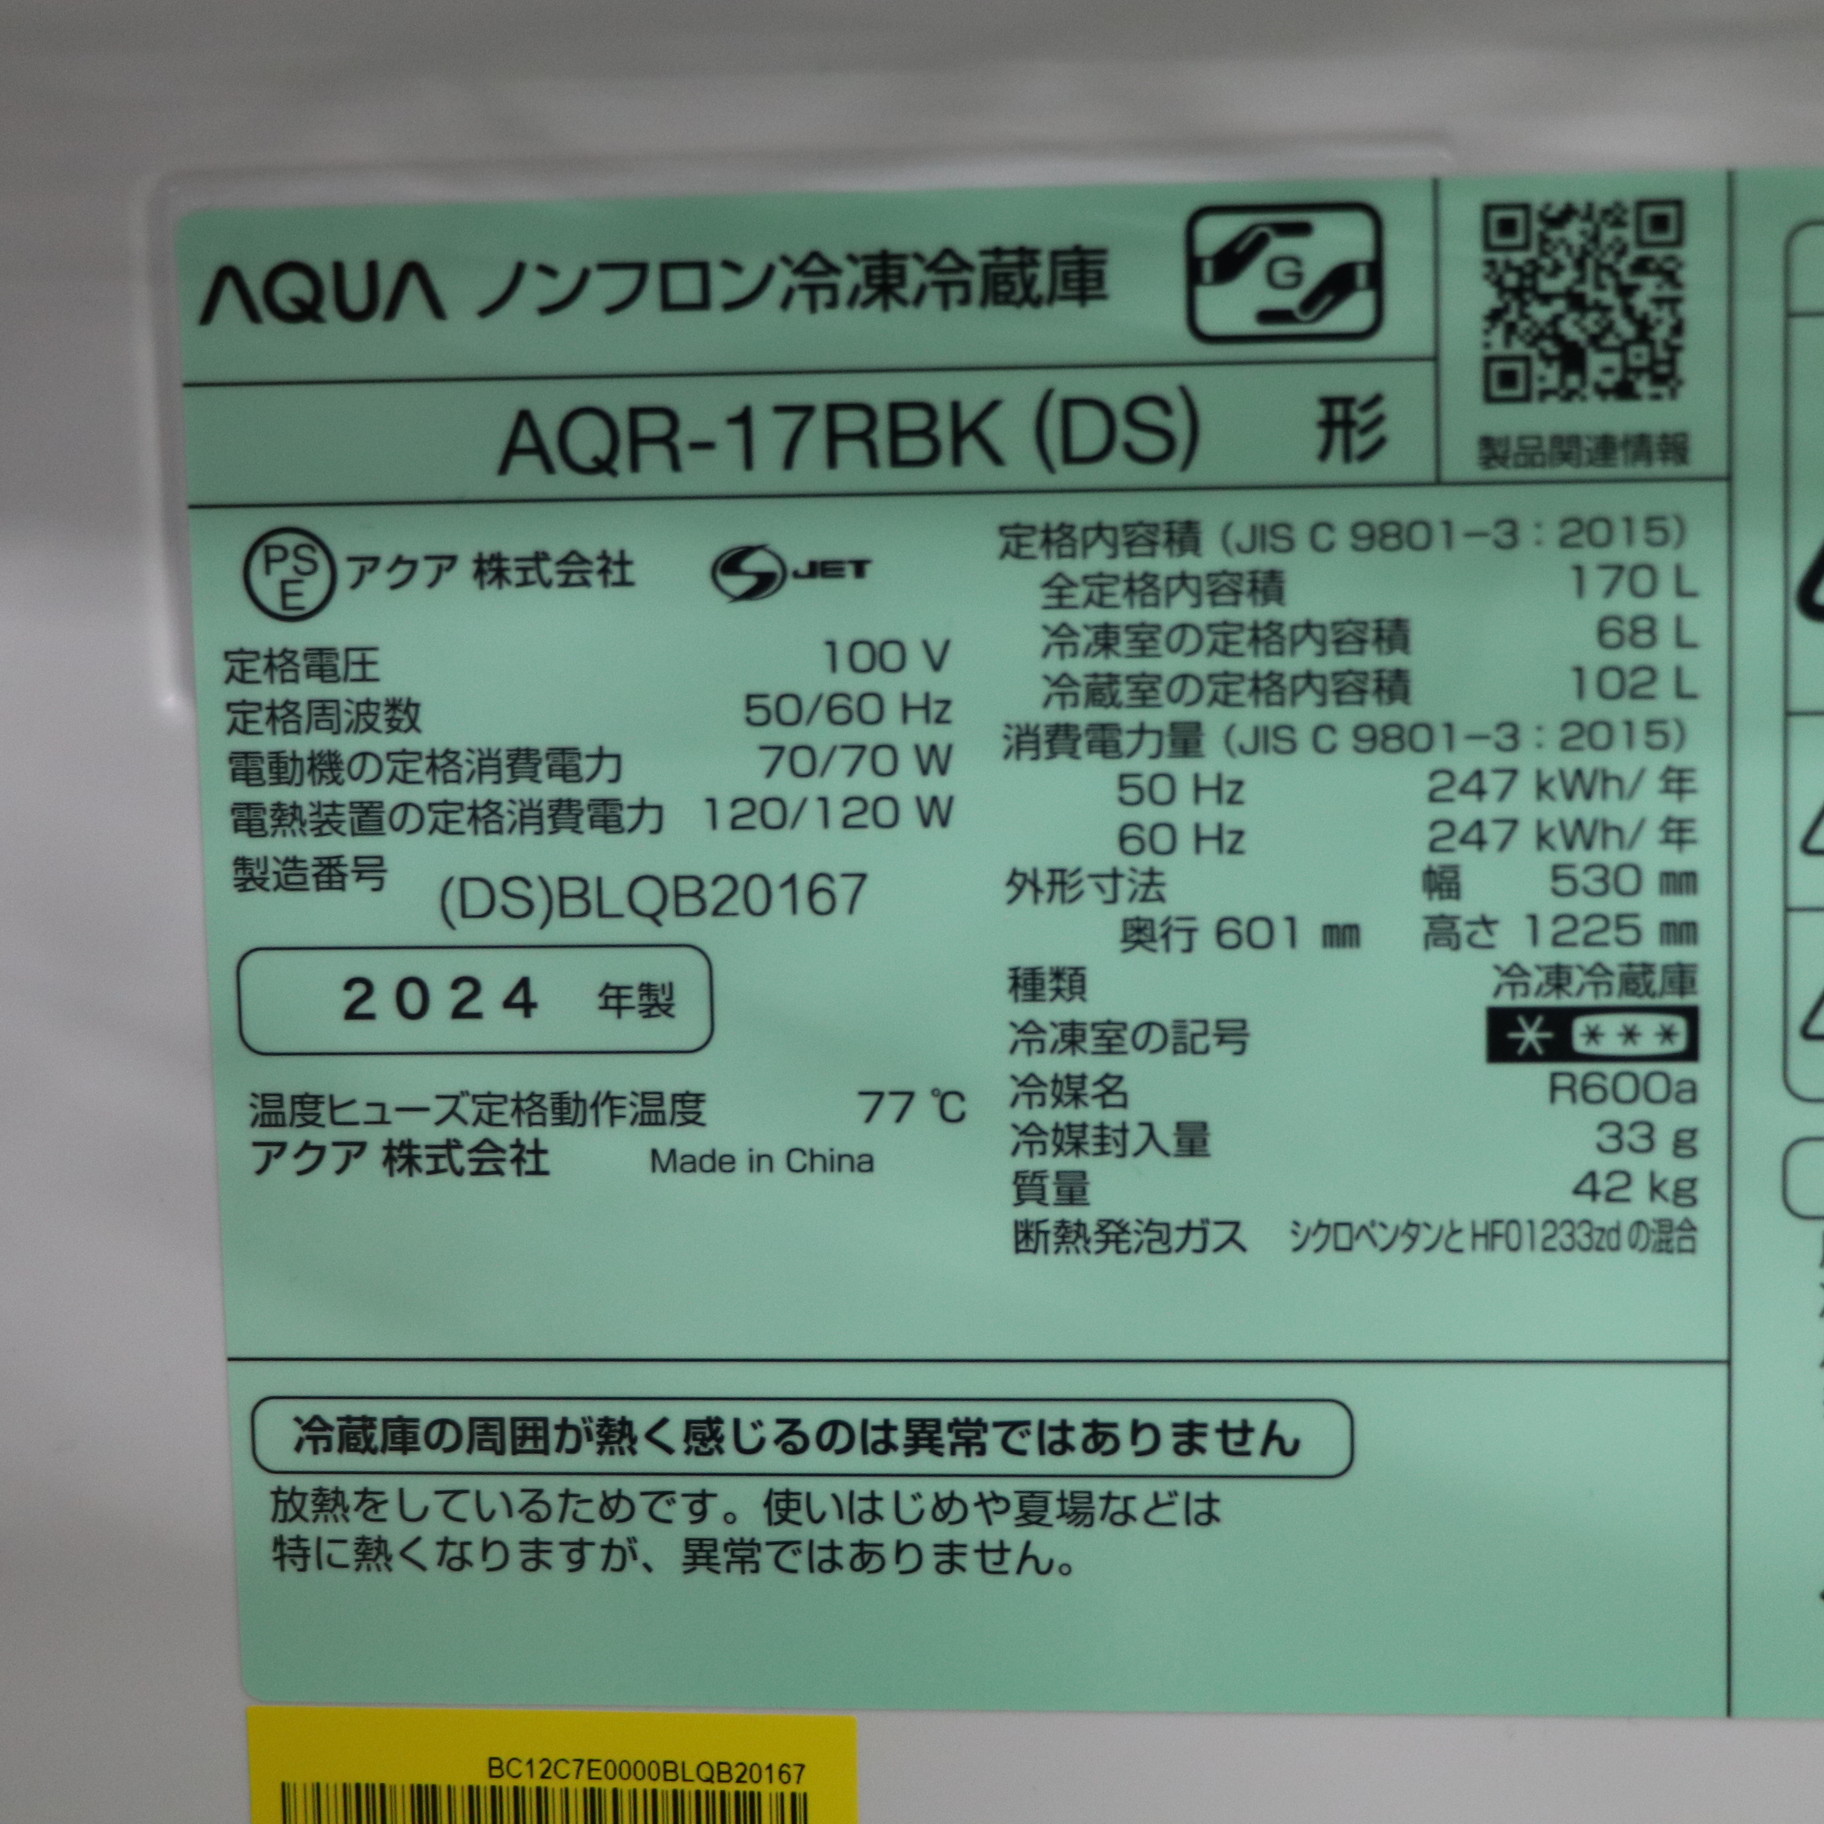 AQUA ノンフロン冷凍冷蔵庫
G
AQR-17RBK (DS) 形
製品関連情報
PSE アクア 株式会社 S JET
定格電圧 100 V
定格周波数 50/60 Hz
電動機の定格消費電力 70/70 W
電熱装置の定格消費電力 120/120 W
製造番号 (DS)BLQB20167
2024 年製
温度ヒューズ定格動作温度 77 ℃
アクア 株式会社 Made in China
定格内容積 (JIS C 9801-3:2015)
全定格内容積 170 L
冷凍室の定格内容積 68 L
冷蔵室の定格内容積 102 L
消費電力量 (JIS C 9801-3:2015)
50 Hz 247 kWh/年
60 Hz 247 kWh/年
外形寸法 幅 530 ㎜
奥行 601 ㎜ 高さ 1225 ㎜
種類 冷凍冷蔵庫
冷凍室の記号 * ***
冷媒名 R600a
冷媒封入量 33 g
質量 42 kg
断熱発泡ガス シクロペンタンとHFO1233zdの混合
冷蔵庫の周囲が熱く感じるのは異常ではありません
放熱をしているためです。使いはじめや夏場などは
特に熱くなりますが、異常ではありません。
BC12C7E0000BLQB20167